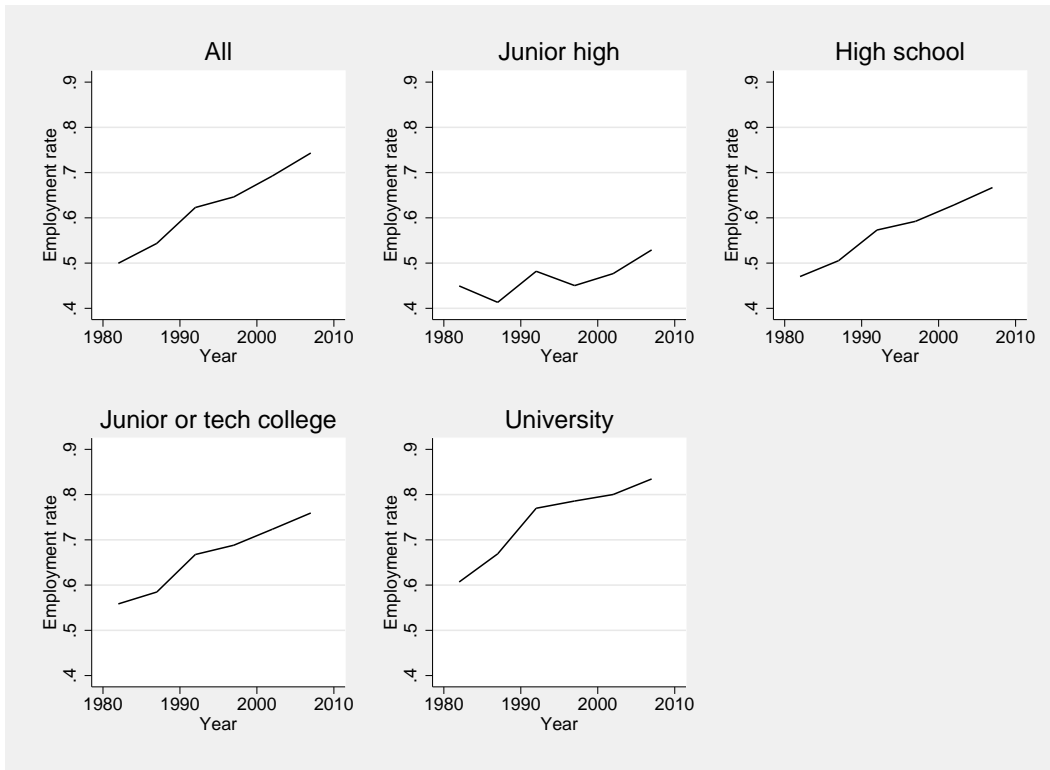 All
Employment rate
.9
.8
.7
.6
.5
.4
1980 1990 2000 2010
Year
Junior high
Employment rate
.9
.8
.7
.6
.5
.4
1980 1990 2000 2010
Year
High school
Employment rate
.9
.8
.7
.6
.5
.4
1980 1990 2000 2010
Year
Junior or tech college
Employment rate
.9
.8
.7
.6
.5
.4
1980 1990 2000 2010
Year
University
Employment rate
.9
.8
.7
.6
.5
.4
1980 1990 2000 2010
Year